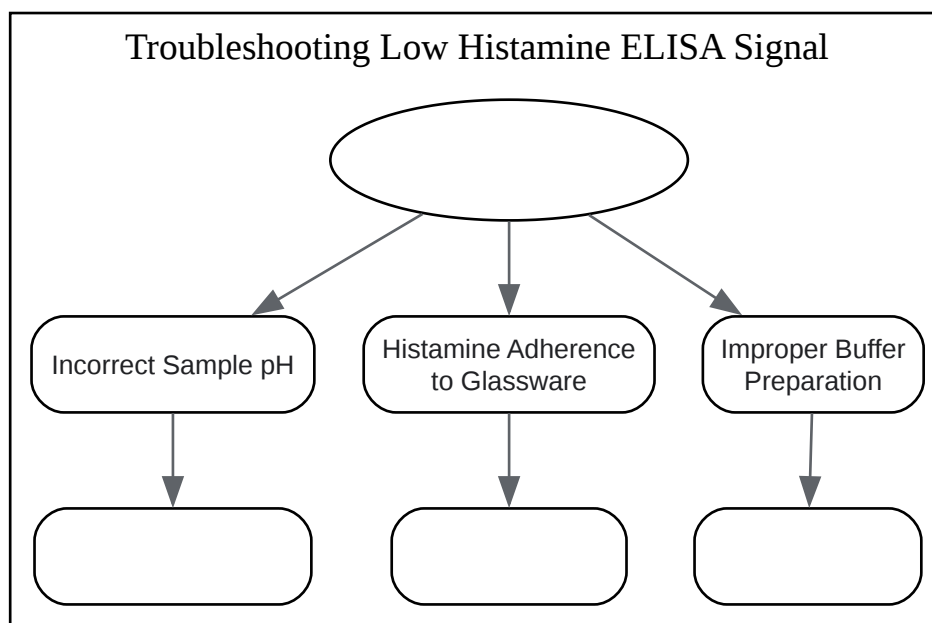 Troubleshooting Low Histamine ELISA Signal
Incorrect Sample pH
Histamine Adherence
to Glassware
Improper Buffer
Preparation